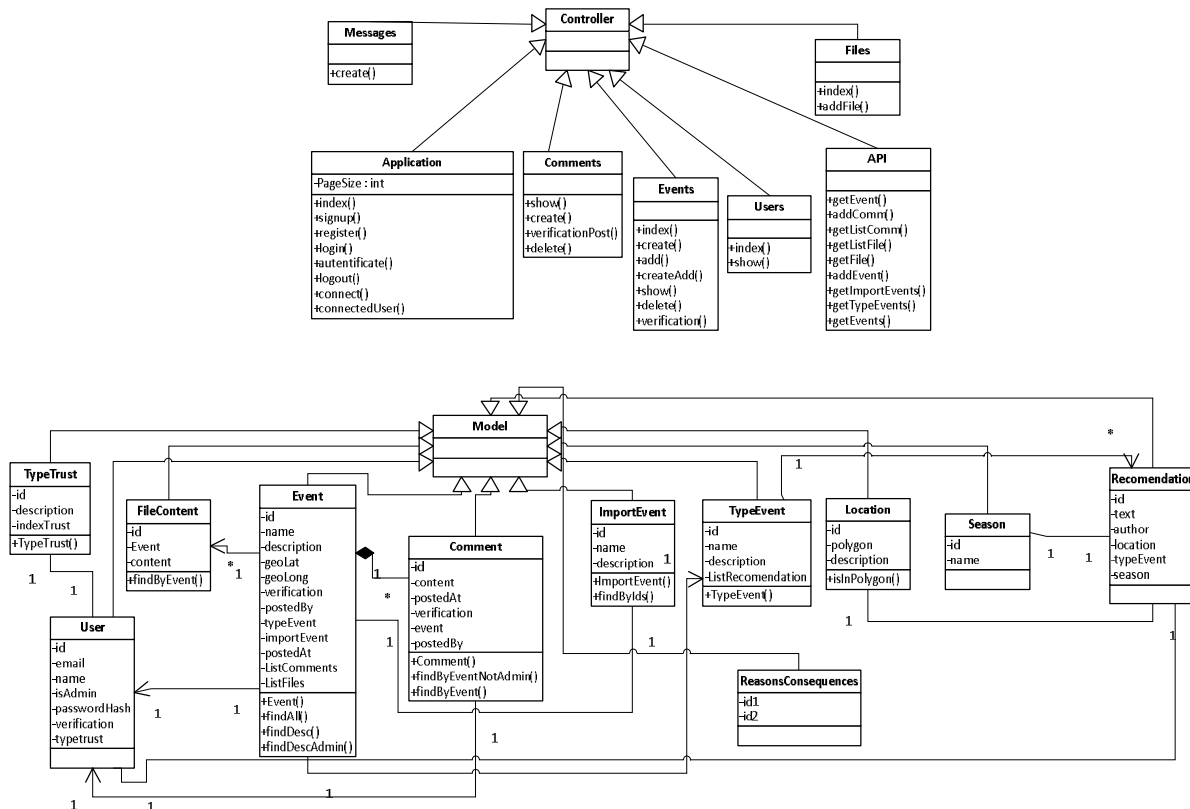 Controller
Messages
+create()
Files
+index()
+addFile()
Application
-PageSize : int
+index()
+signup()
+register()
+login()
+autentificate()
+logout()
+connect()
+connectedUser()
Comments
+show()
+create()
+verificationPost()
+delete()
Events
+index()
+create()
+add()
+createAdd()
+show()
+delete()
+verification()
Users
+index()
+show()
API
+getEvent()
+addComm()
+getListComm()
+getListFile()
+getFile()
+addEvent()
+getImportEvents()
+getTypeEvents()
+getEvents()
Model
TypeTrust
-id
-description
-indexTrust
+TypeTrust()
1
1
FileContent
-id
-Event
-content
+findByEvent()
*
1
Event
-id
-name
-description
-geoLat
-geoLong
-verification
-postedBy
-typeEvent
-importEvent
-postedAt
-ListComments
-ListFiles
+Event()
+findAll()
+findDesc()
+findDescAdmin()
1
*
1
Comment
-id
-content
-postedAt
-verification
-event
-postedBy
+Comment()
+findByEventNotAdmin()
+findByEvent()
1
ImportEvent
-id
-name
-description
+ImportEvent()
+findByIds()
1
1
TypeEvent
-id
-name
-description
-ListRecomendation
+TypeEvent()
1
*
Location
-id
-polygon
-description
+isInPolygon()
1
Season
-id
-name
1
1
Recomendation
-id
-text
-author
-location
-typeEvent
-season
1
User
-id
-email
-name
-isAdmin
-passwordHash
-verification
-typetrust
1
1
ReasonsConsequences
-id1
-id2
1
1
1